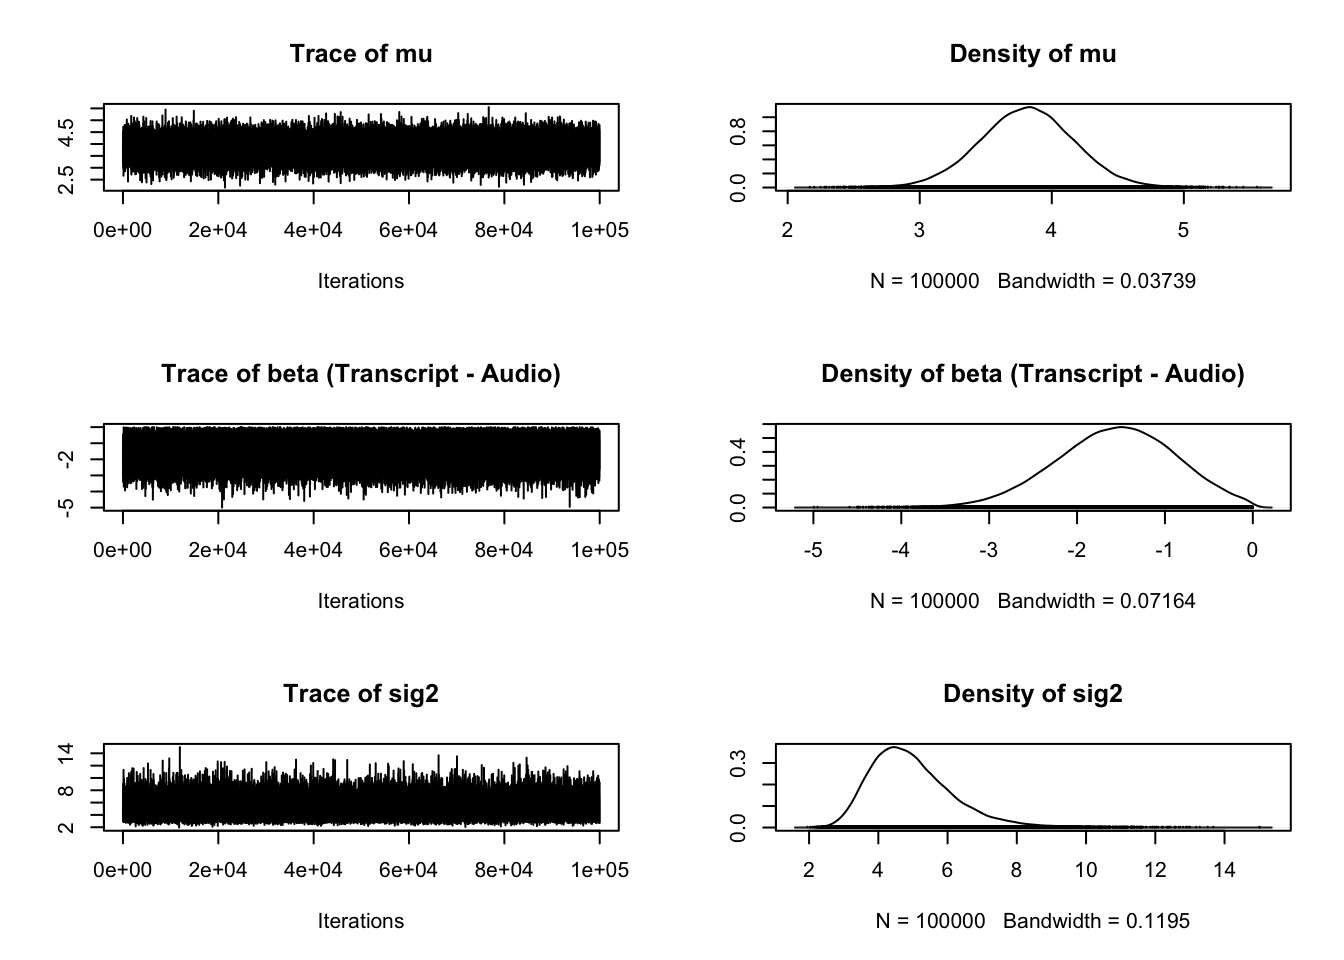 Trace of mu
2.5 4.5
0e+00 2e+04 4e+04 6e+04 8e+04 1e+05
Iterations
Density of mu
0.0 0.8
2 3 4 5
N = 100000 Bandwidth = 0.03739
Trace of beta (Transcript - Audio)
-5 -2
0e+00 2e+04 4e+04 6e+04 8e+04 1e+05
Iterations
Density of beta (Transcript - Audio)
0.0 0.4
-5 -4 -3 -2 -1 0
N = 100000 Bandwidth = 0.07164
Trace of sig2
2 8 14
0e+00 2e+04 4e+04 6e+04 8e+04 1e+05
Iterations
Density of sig2
0.0 0.3
2 4 6 8 10 12 14
N = 100000 Bandwidth = 0.1195